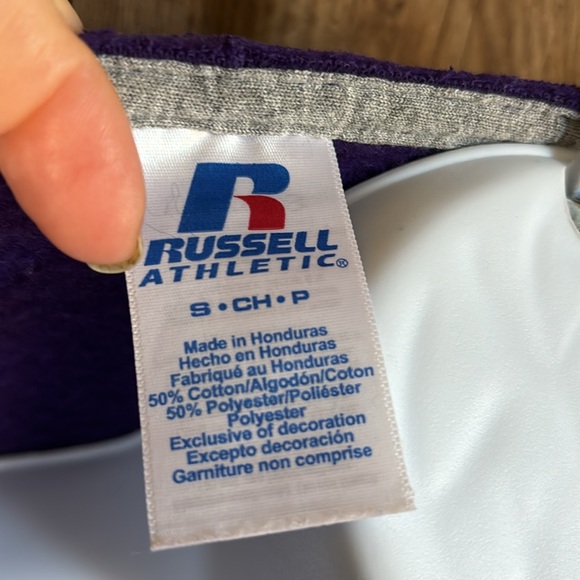 R
RUSSELL
ATHLETIC®
S • CH • P
Made in Honduras
Hecho en Honduras
Fabriqué au Honduras
50% Cotton/Algodón/Coton
50% Polyester/Poliéster
Polyester
Exclusive of decoration
Excepto decoración
Garniture non comprise